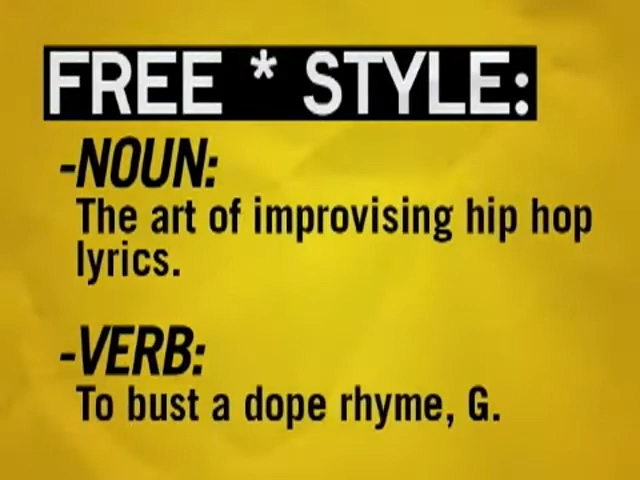 FREE * STYLE:
-NOUN:
The art of improvising hip hop
lyrics.
-VERB:
To bust a dope rhyme, G.